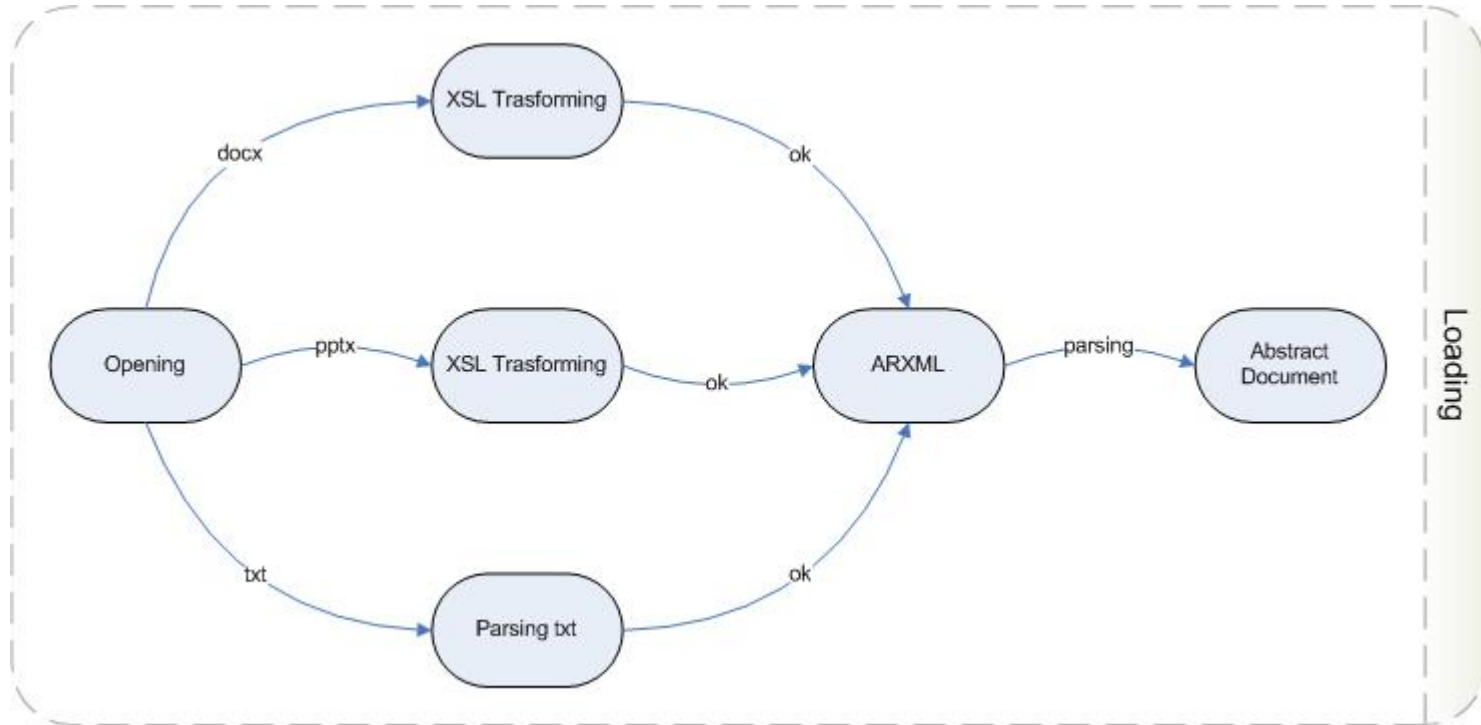 XSL Trasforming
docx
ok
Opening
pptx
XSL Trasforming
ok
ARXML
parsing
Abstract
Document
Loading
txt
ok
Parsing txt